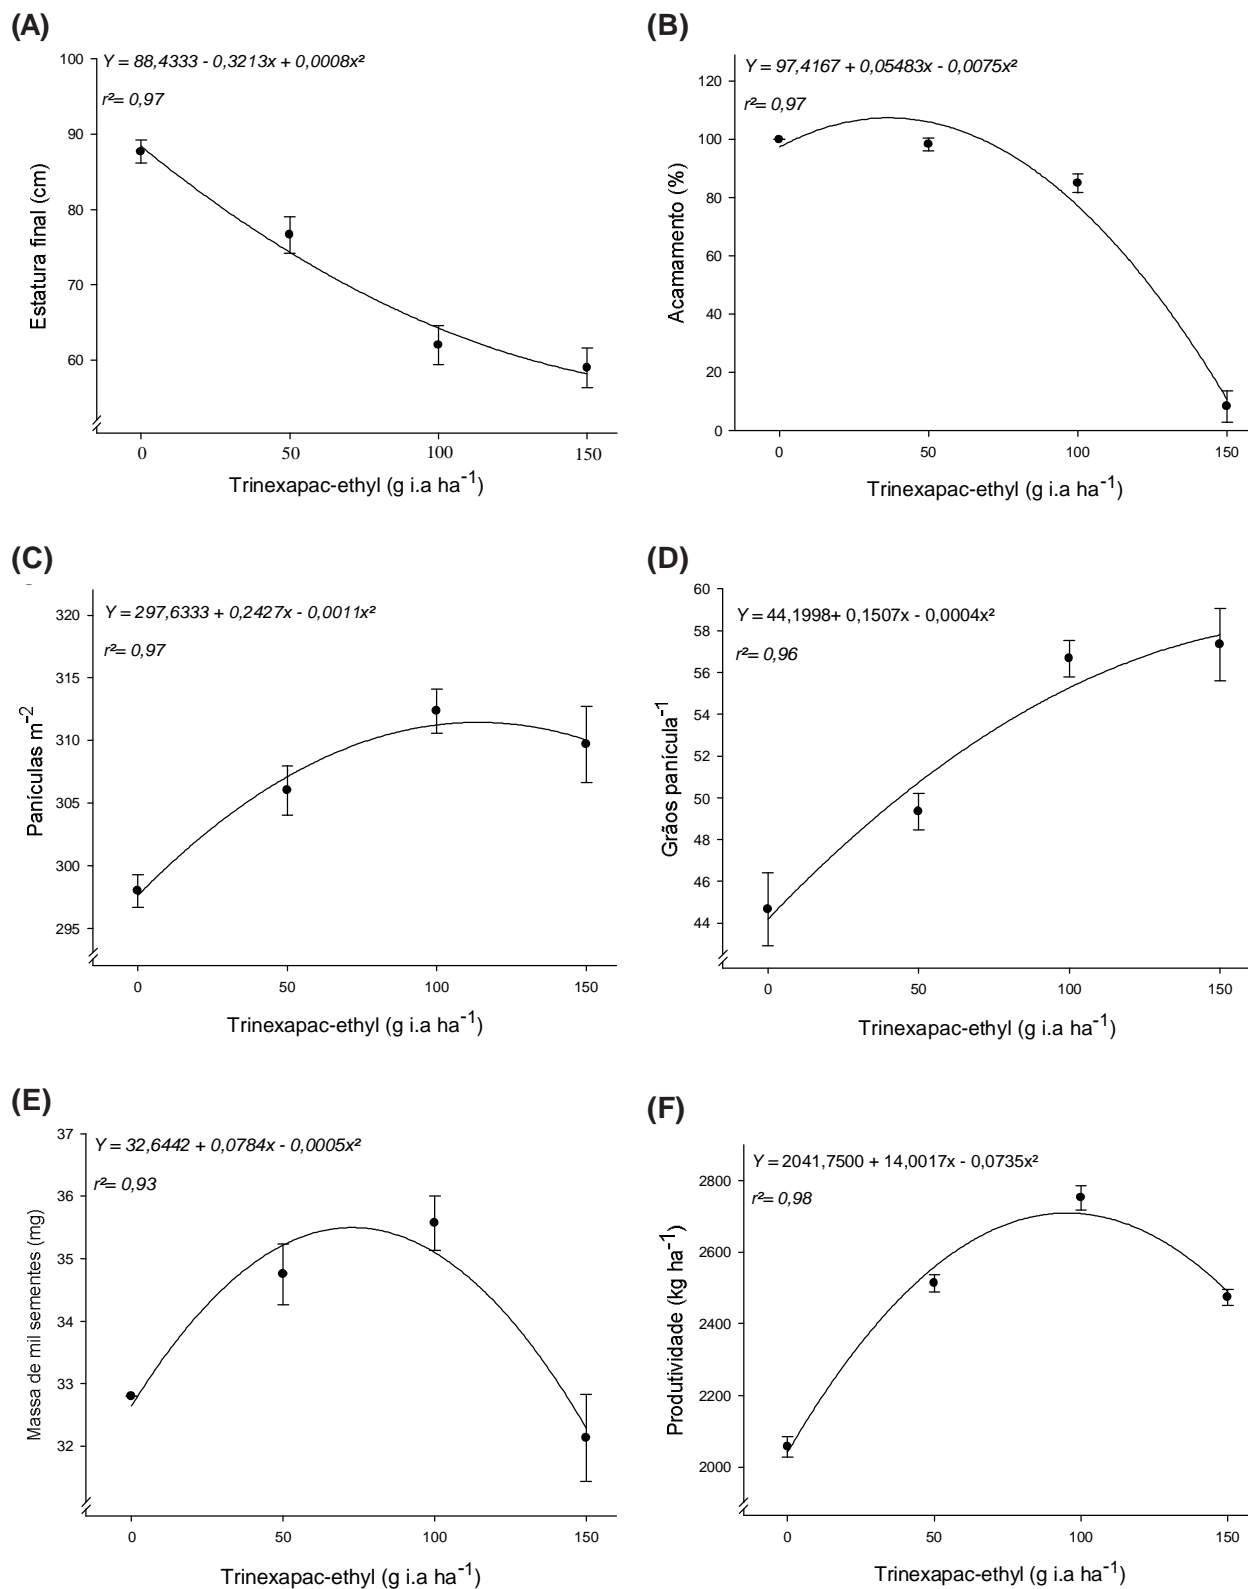 (A)
Y = 88,4333 - 0,3213x + 0,0008x²
r²= 0,97
100
90
80
70
60
Estatura final (cm)
0 50 100 150
Trinexapac-ethyl (g i.a ha⁻¹)
(B)
Y = 97,4167 + 0,05483x - 0,0075x²
r²= 0,97
120
100
80
60
40
20
0
Acamamento (%)
0 50 100 150
Trinexapac-ethyl (g i.a ha⁻¹)
(C)
Y = 297,6333 + 0,2427x - 0,0011x²
r²= 0,97
320
315
310
305
300
295
Panículas m⁻²
0 50 100 150
Trinexapac-ethyl (g i.a ha⁻¹)
(D)
Y = 44,1998+ 0,1507x - 0,0004x²
r²= 0,96
60
58
56
54
52
50
48
46
44
Grãos panícula⁻¹
0 50 100 150
Trinexapac-ethyl (g i.a ha⁻¹)
(E)
Y = 32,6442 + 0,0784x - 0,0005x²
r²= 0,93
37
36
35
34
33
32
Massa de mil sementes (mg)
0 50 100 150
Trinexapac-ethyl (g i.a ha⁻¹)
(F)
Y = 2041,7500 + 14,0017x - 0,0735x²
r²= 0,98
2800
2600
2400
2200
2000
Produtividade (kg ha⁻¹)
0 50 100 150
Trinexapac-ethyl (g i.a ha⁻¹)